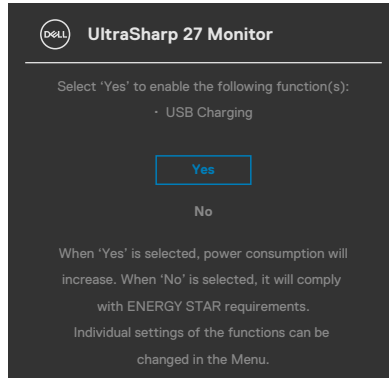 DELL
UltraSharp 27 Monitor
Select ‘Yes’ to enable the following function(s):
· USB Charging
Yes
No
When ‘Yes’ is selected, power consumption will
increase. When ‘No’ is selected, it will comply
with ENERGY STAR requirements.
Individual settings of the functions can be
changed in the Menu.